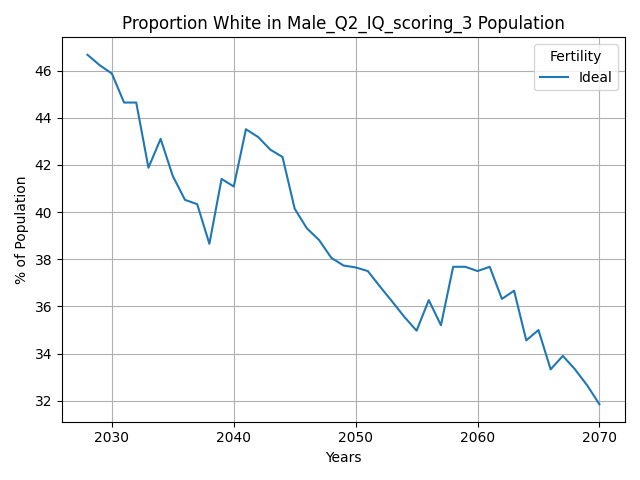 Proportion White in Male_Q2_IQ_scoring_3 Population
Fertility
Ideal
% of Population
46
44
42
40
38
36
34
32
2030 2040 2050 2060 2070
Years